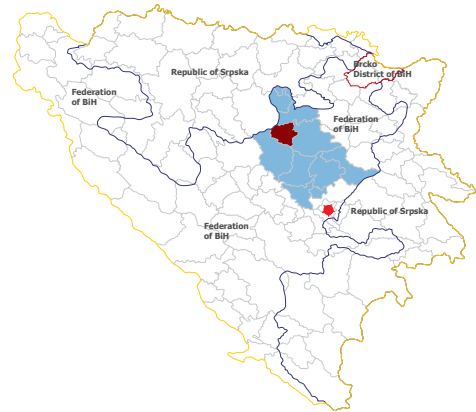 Brcko
District of BiH
Republic of Srpska
Federation
of BiH
Federation
of BiH
Republic of Srpska
Federation
of BiH